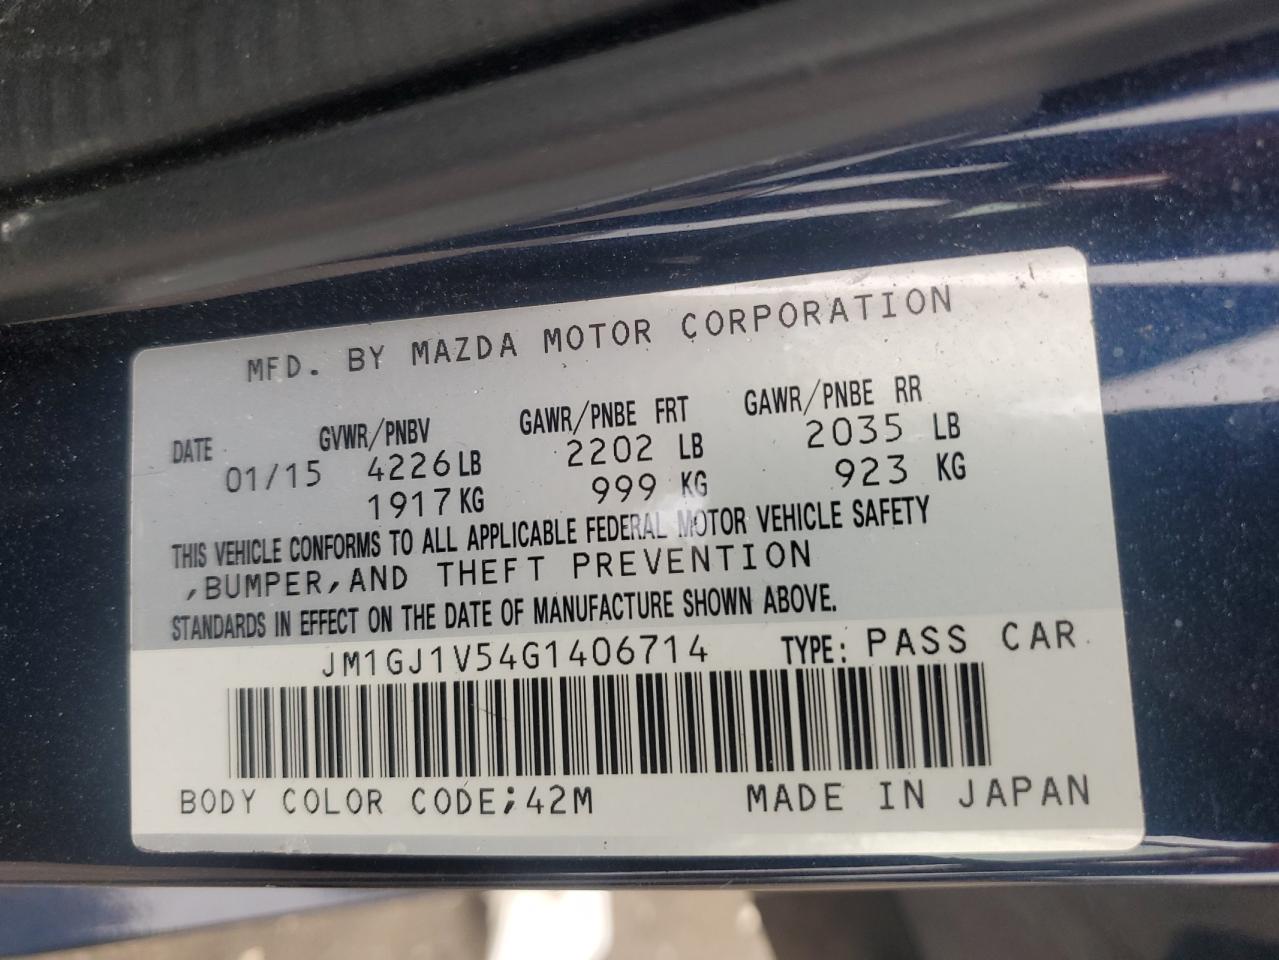 MFD. BY MAZDA MOTOR CORPORATION
DATE GVWR/PNBV GAWR/PNBE FRT GAWR/PNBE RR
01/15 4226 LB 2202 LB 2035 LB
1917 KG 999 KG 923 KG
THIS VEHICLE CONFORMS TO ALL APPLICABLE FEDERAL MOTOR VEHICLE SAFETY
,BUMPER,AND THEFT PREVENTION
STANDARDS IN EFFECT ON THE DATE OF MANUFACTURE SHOWN ABOVE.
JM1GJ1V54G1406714 TYPE: PASS CAR
BODY COLOR CODE;42M MADE IN JAPAN